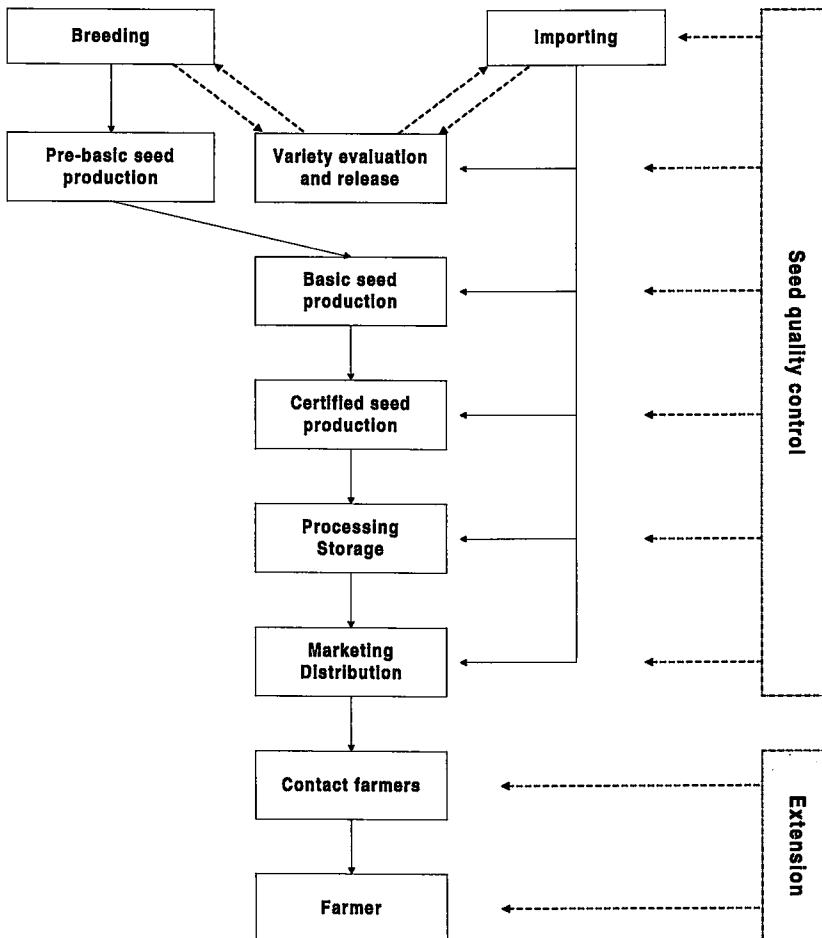 Breeding
Importing
Pre-basic seed
production
Variety evaluation
and release
Basic seed
production
Certified seed
production
Processing
Storage
Marketing
Distribution
Contact farmers
Farmer
Seed quality control
Extension